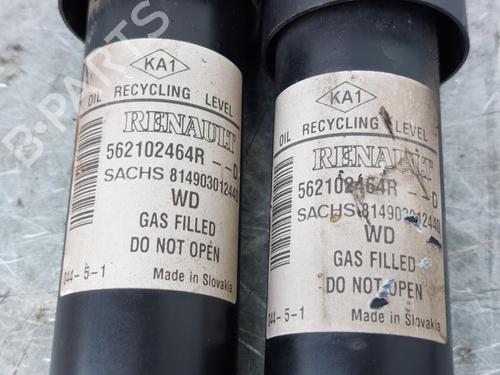 KA1
OIL RECYCLING LEVEL
RENAULT
562102464R --D
SACHS 814903012440
WD
GAS FILLED
DO NOT OPEN
044-5-1
Made in Slovakia
KA1
OIL RECYCLING LEVEL
RENAULT
562102464R --D
SACHS 814903012440
WD
GAS FILLED
DO NOT OPEN
044-5-1
Made in Slovakia
B-PARTS